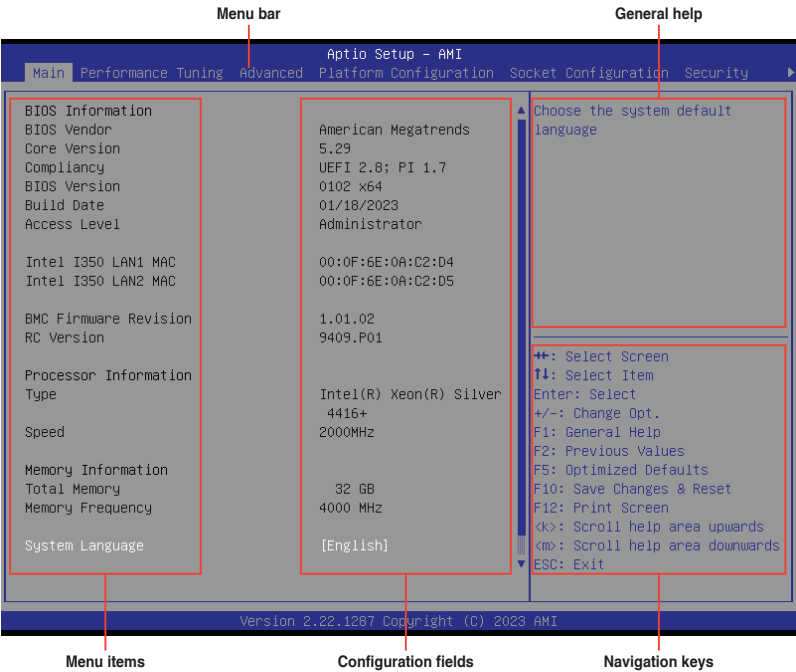 Menu bar General help
Aptio Setup – AMI
Main Performance Tuning Advanced Platform Configuration Socket Configuration Security
BIOS Information
BIOS Vendor American Megatrends
Core Version 5.29
Compliancy UEFI 2.8; PI 1.7
BIOS Version 0102 x64
Build Date 01/18/2023
Access Level Administrator
Intel I350 LAN1 MAC 00:0F:6E:0A:C2:D4
Intel I350 LAN2 MAC 00:0F:6E:0A:C2:D5
BMC Firmware Revision 1.01.02
RC Version 9409.P01
Processor Information
Type Intel(R) Xeon(R) Silver
4416+
Speed 2000MHz
Memory Information
Total Memory 32 GB
Memory Frequency 4000 MHz
System Language [English]
Choose the system default
language
→←: Select Screen
↑↓: Select Item
Enter: Select
+/-: Change Opt.
F1: General Help
F2: Previous Values
F5: Optimized Defaults
F10: Save Changes & Reset
F12: Print Screen
<k>: Scroll help area upwards
<m>: Scroll help area downwards
ESC: Exit
Version 2.22.1287 Copyright (C) 2023 AMI
Menu items Configuration fields Navigation keys